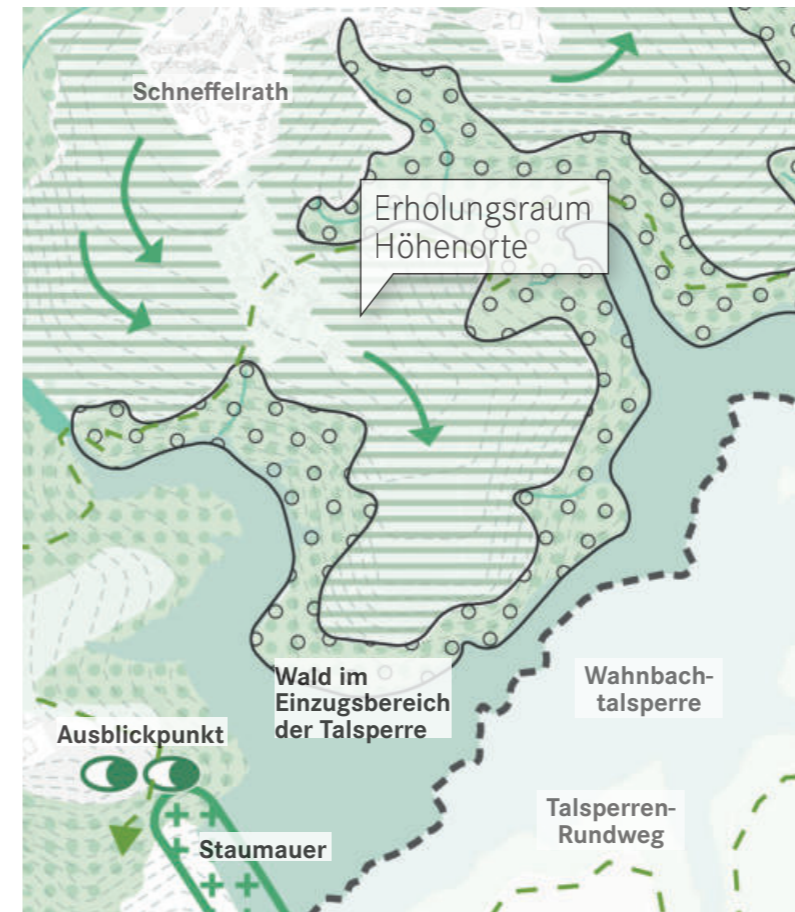 Schneffelrath
Erholungsraum
Höhenorte
Wald im
Einzugsbereich
der Talsperre
Wahnbach-
talsperre
Ausblickpunkt
Talsperren-
Rundweg
Staumauer